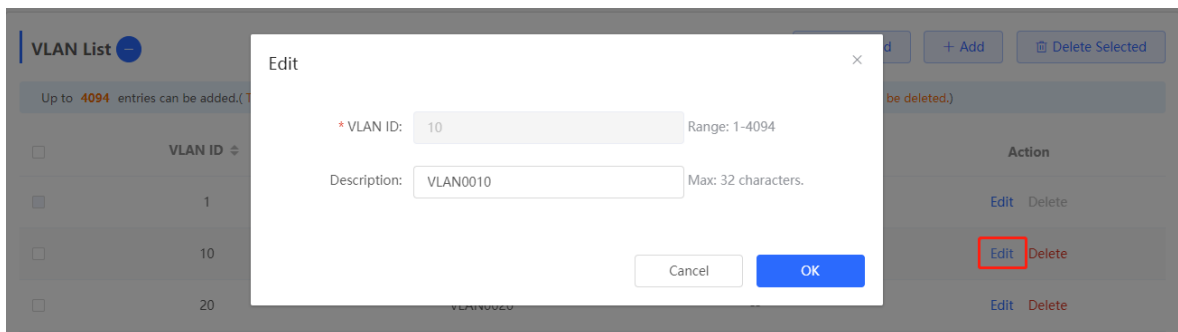 VLAN List
d
+ Add
Delete Selected
Edit
Up to 4094 entries can be added.( T
be deleted.)
* VLAN ID: 10 Range: 1-4094
VLAN ID
Action
Description: VLAN0010 Max: 32 characters.
1 Edit Delete
10 Edit Delete
Cancel OK
20 Edit Delete